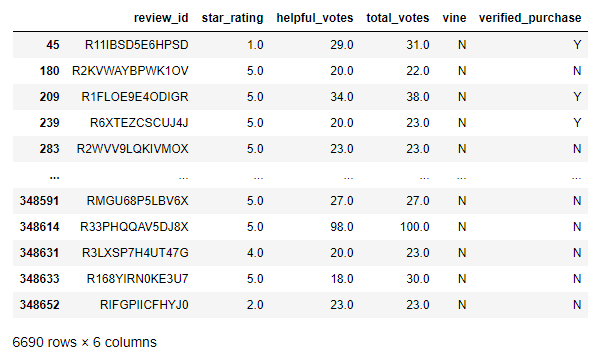 review_id star_rating helpful_votes total_votes vine verified_purchase
45 R11IBSD5E6HPSD 1.0 29.0 31.0 N Y
180 R2KVWAYBPWK1OV 5.0 20.0 22.0 N N
209 R1FLOE9E4ODIGR 5.0 34.0 38.0 N Y
239 R6XTEZCSCUJ4J 5.0 20.0 23.0 N Y
283 R2WVV9LQKIVMOX 5.0 23.0 23.0 N N
... ... ... ... ... ... ...
348591 RMGU68P5LBV6X 5.0 27.0 27.0 N N
348614 R33PHQQAV5DJ8X 5.0 98.0 100.0 N N
348631 R3LXSP7H4UT47G 4.0 20.0 23.0 N N
348633 R168YIRN0KE3U7 5.0 18.0 30.0 N N
348652 RIFGPIICFHYJ0 2.0 23.0 23.0 N N
6690 rows × 6 columns